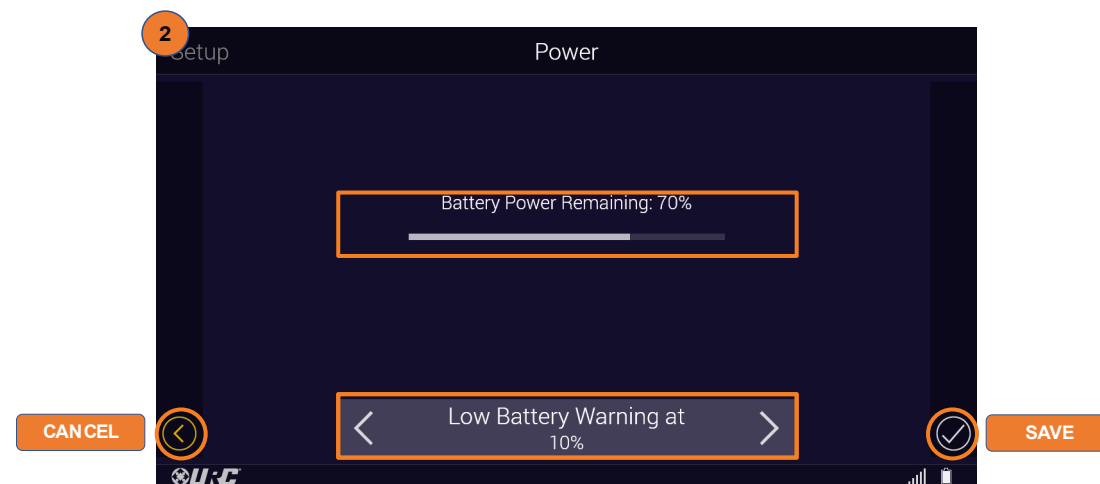 2
Setup
Power
Battery Power Remaining: 70%
Low Battery Warning at
10%
CANCEL
SAVE
URC